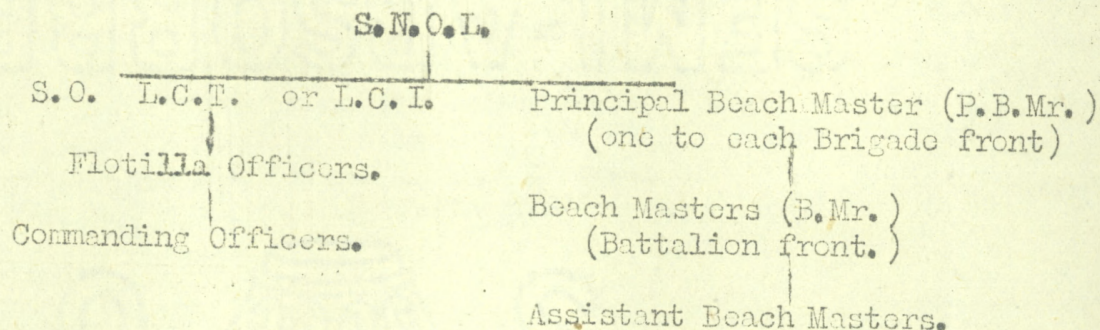 S.N.O.L.
S.O. L.C.T. or L.C.I.
Flotilla Officers.
Commanding Officers.
Principal Beach Master (P.B.Mr.)
(one to each Brigade front)
Beach Masters (B.Mr.)
(Battalion front.)
Assistant Beach Masters.